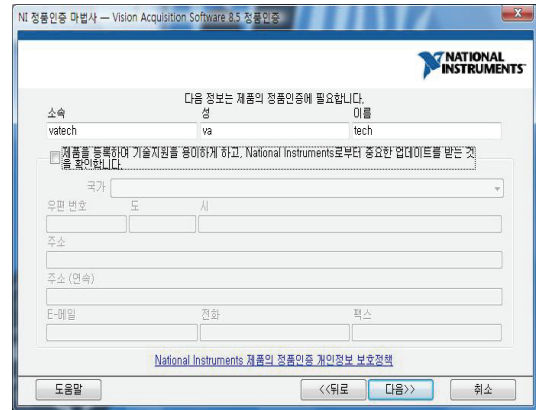 NI 정품인증 마법사 — Vision Acquisition Software 8.5 정품인증
NATIONAL
INSTRUMENTS
다음 정보는 제품의 정품인증에 필요합니다.
소속 성 이름
vatech va tech
제품을 등록하여 기술지원을 용이하게 하고, National Instruments로부터 중요한 업데이트를 받는 것
을 확인합니다.
국가
우편 번호 도 시
주소
주소 (연속)
E-메일 전화 팩스
National Instruments 제품의 정품인증 개인정보 보호정책
도움말 <<뒤로 다음>> 취소